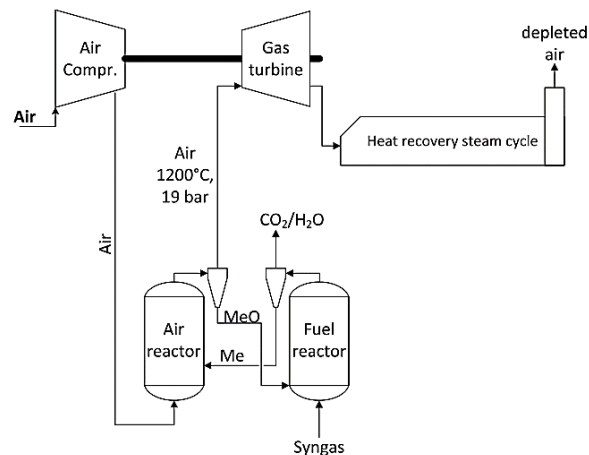 Air
Compr.
Gas
turbine
depleted
air
Air
Heat recovery steam cycle
Air
1200°C,
19 bar
CO₂/H₂O
Air
MeO
Air
reactor
Fuel
reactor
Me
Syngas